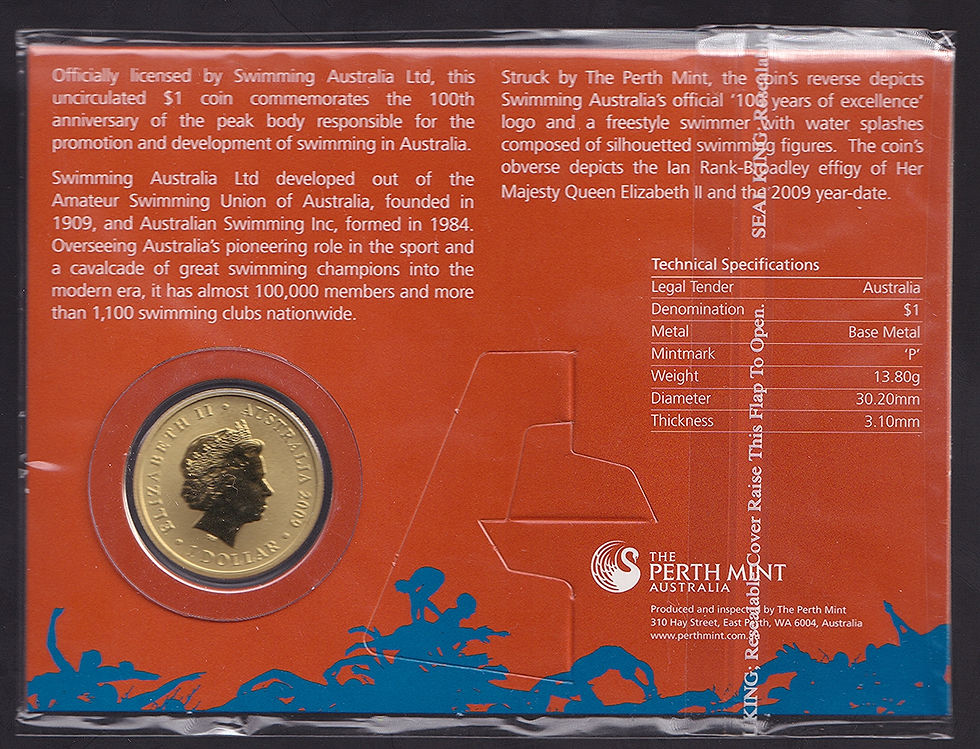 Officially licensed by Swimming Australia Ltd, this
uncirculated $1 coin commemorates the 100th
anniversary of the peak body responsible for the
promotion and development of swimming in Australia.
Swimming Australia Ltd developed out of the
Amateur Swimming Union of Australia, founded in
1909, and Australian Swimming Inc, formed in 1984.
Overseeing Australia's pioneering role in the sport and
a cavalcade of great swimming champions into the
modern era, it has almost 100,000 members and more
than 1,100 swimming clubs nationwide.
Struck by The Perth Mint, the coin's reverse depicts
Swimming Australia's official '100 years of excellence'
logo and a freestyle swimmer with water splashes
composed of silhouetted swimming figures. The coin's
obverse depicts the Ian Rank-Broadley effigy of Her
Majesty Queen Elizabeth II and the 2009 year-date.
Technical Specifications
Legal Tender Australia
Denomination $1
Metal Base Metal
Mintmark 'P'
Weight 13.80g
Diameter 30.20mm
Thickness 3.10mm
ELIZABETH II • AUSTRALIA 2009
1 DOLLAR
THE
PERTH MINT
AUSTRALIA
Produced and inspected by The Perth Mint
310 Hay Street, East Perth, WA 6004, Australia
www.perthmint.com.
KING; Resealable Cover Raise This Flap To Open. SEAL KING; Resealable